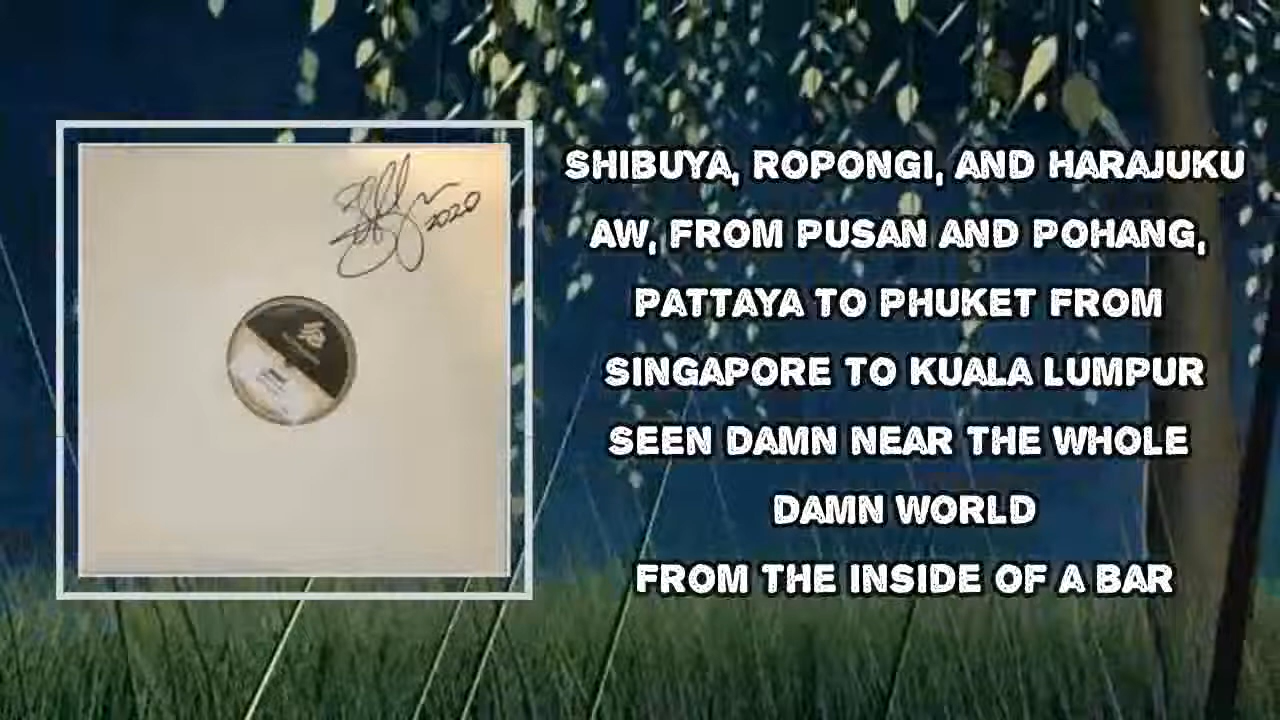 2020
SHIBUYA, ROPONGI, AND HARAJUKU
AW, FROM PUSAN AND POHANG,
PATTAYA TO PHUKET FROM
SINGAPORE TO KUALA LUMPUR
SEEN DAMN NEAR THE WHOLE
DAMN WORLD
FROM THE INSIDE OF A BAR